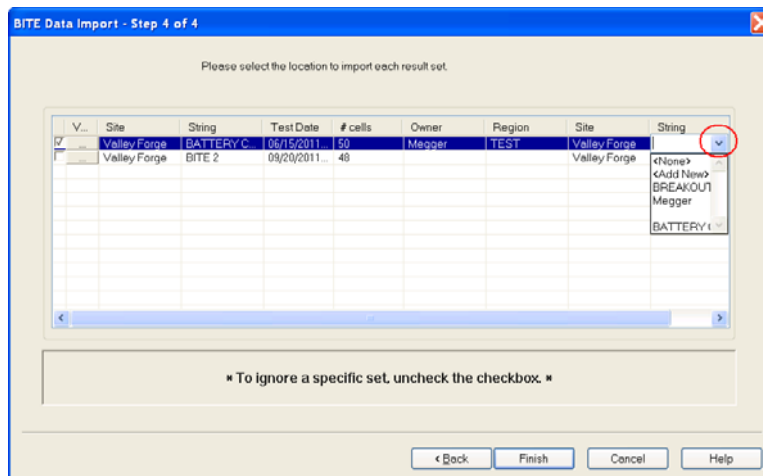 BITE Data Import - Step 4 of 4
Please select the location to import each result set.
V... Site String Test Date # cells Owner Region Site String
... Valley Forge BATTERY C... 06/15/2011... 50 Megger TEST Valley Forge
... Valley Forge BITE 2 09/20/2011... 48 Valley Forge
<None>
<Add New>
BREAKOUT
Megger
BATTERY (
* To ignore a specific set, uncheck the checkbox. *
< Back Finish Cancel Help